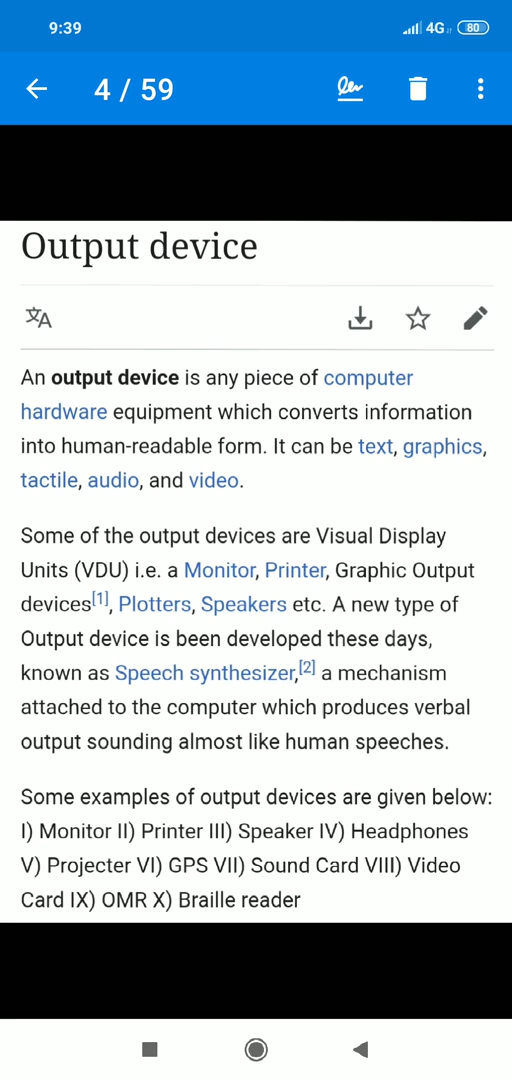 9:39
4G 80
4 / 59
Output device
An output device is any piece of computer
hardware equipment which converts information
into human-readable form. It can be text, graphics,
tactile, audio, and video.
Some of the output devices are Visual Display
Units (VDU) i.e. a Monitor, Printer, Graphic Output
devices[1], Plotters, Speakers etc. A new type of
Output device is been developed these days,
known as Speech synthesizer,[2] a mechanism
attached to the computer which produces verbal
output sounding almost like human speeches.
Some examples of output devices are given below:
I) Monitor II) Printer III) Speaker IV) Headphones
V) Projecter VI) GPS VII) Sound Card VIII) Video
Card IX) OMR X) Braille reader